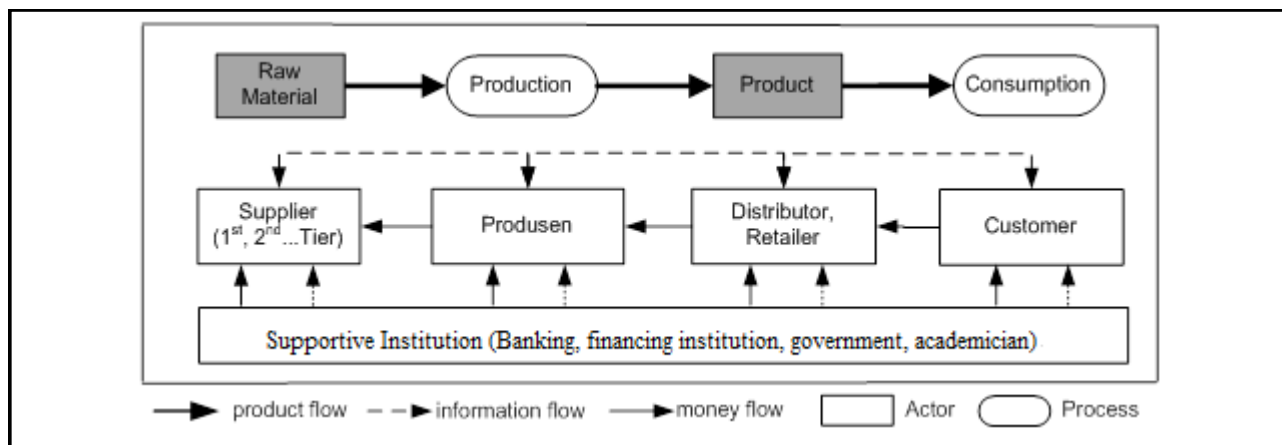 Raw
Material
Production
Product
Consumption
Supplier
(1st, 2nd...Tier)
Produsen
Distributor,
Retailer
Customer
Supportive Institution (Banking, financing institution, government, academician)
product flow
information flow
money flow
Actor
Process